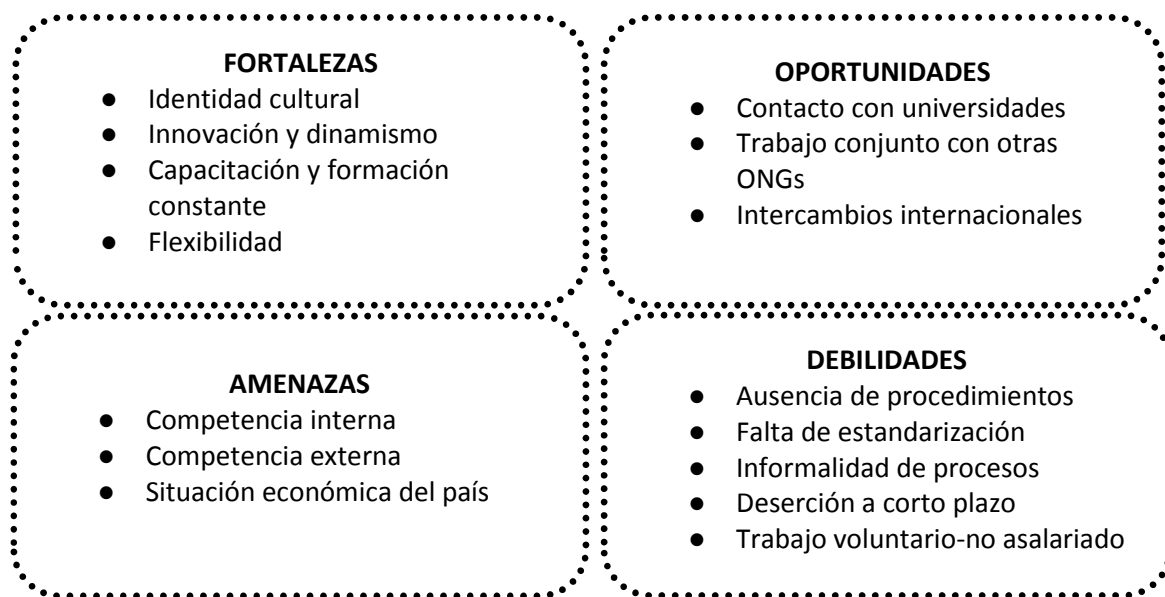 FORTALEZAS
● Identidad cultural
● Innovación y dinamismo
● Capacitación y formación
constante
● Flexibilidad
OPORTUNIDADES
● Contacto con universidades
● Trabajo conjunto con otras
ONGs
● Intercambios internacionales
AMENAZAS
● Competencia interna
● Competencia externa
● Situación económica del país
DEBILIDADES
● Ausencia de procedimientos
● Falta de estandarización
● Informalidad de procesos
● Deserción a corto plazo
● Trabajo voluntario-no asalariado